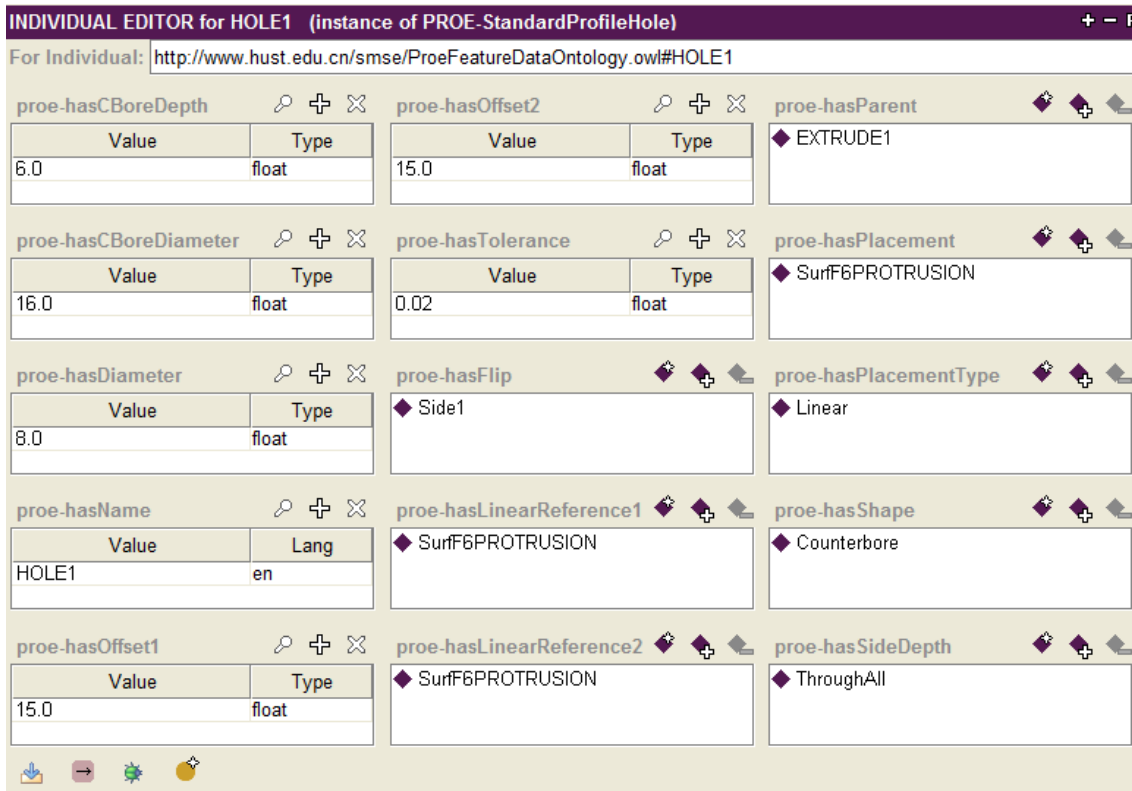 INDIVIDUAL EDITOR for HOLE1 (instance of PROE-StandardProfileHole)
For Individual: http://www.hust.edu.cn/smse/ProeFeatureDataOntology.owl#HOLE1
proe-hasCBoreDepth
Value Type
6.0 float
proe-hasCBoreDiameter
Value Type
16.0 float
proe-hasDiameter
Value Type
8.0 float
proe-hasName
Value Lang
HOLE1 en
proe-hasOffset1
Value Type
15.0 float
proe-hasOffset2
Value Type
15.0 float
proe-hasTolerance
Value Type
0.02 float
proe-hasFlip
Side1
proe-hasLinearReference1
SurfF6PROTRUSION
proe-hasLinearReference2
SurfF6PROTRUSION
proe-hasParent
EXTRUDE1
proe-hasPlacement
SurfF6PROTRUSION
proe-hasPlacementType
Linear
proe-hasShape
Counterbore
proe-hasSideDepth
ThroughAll